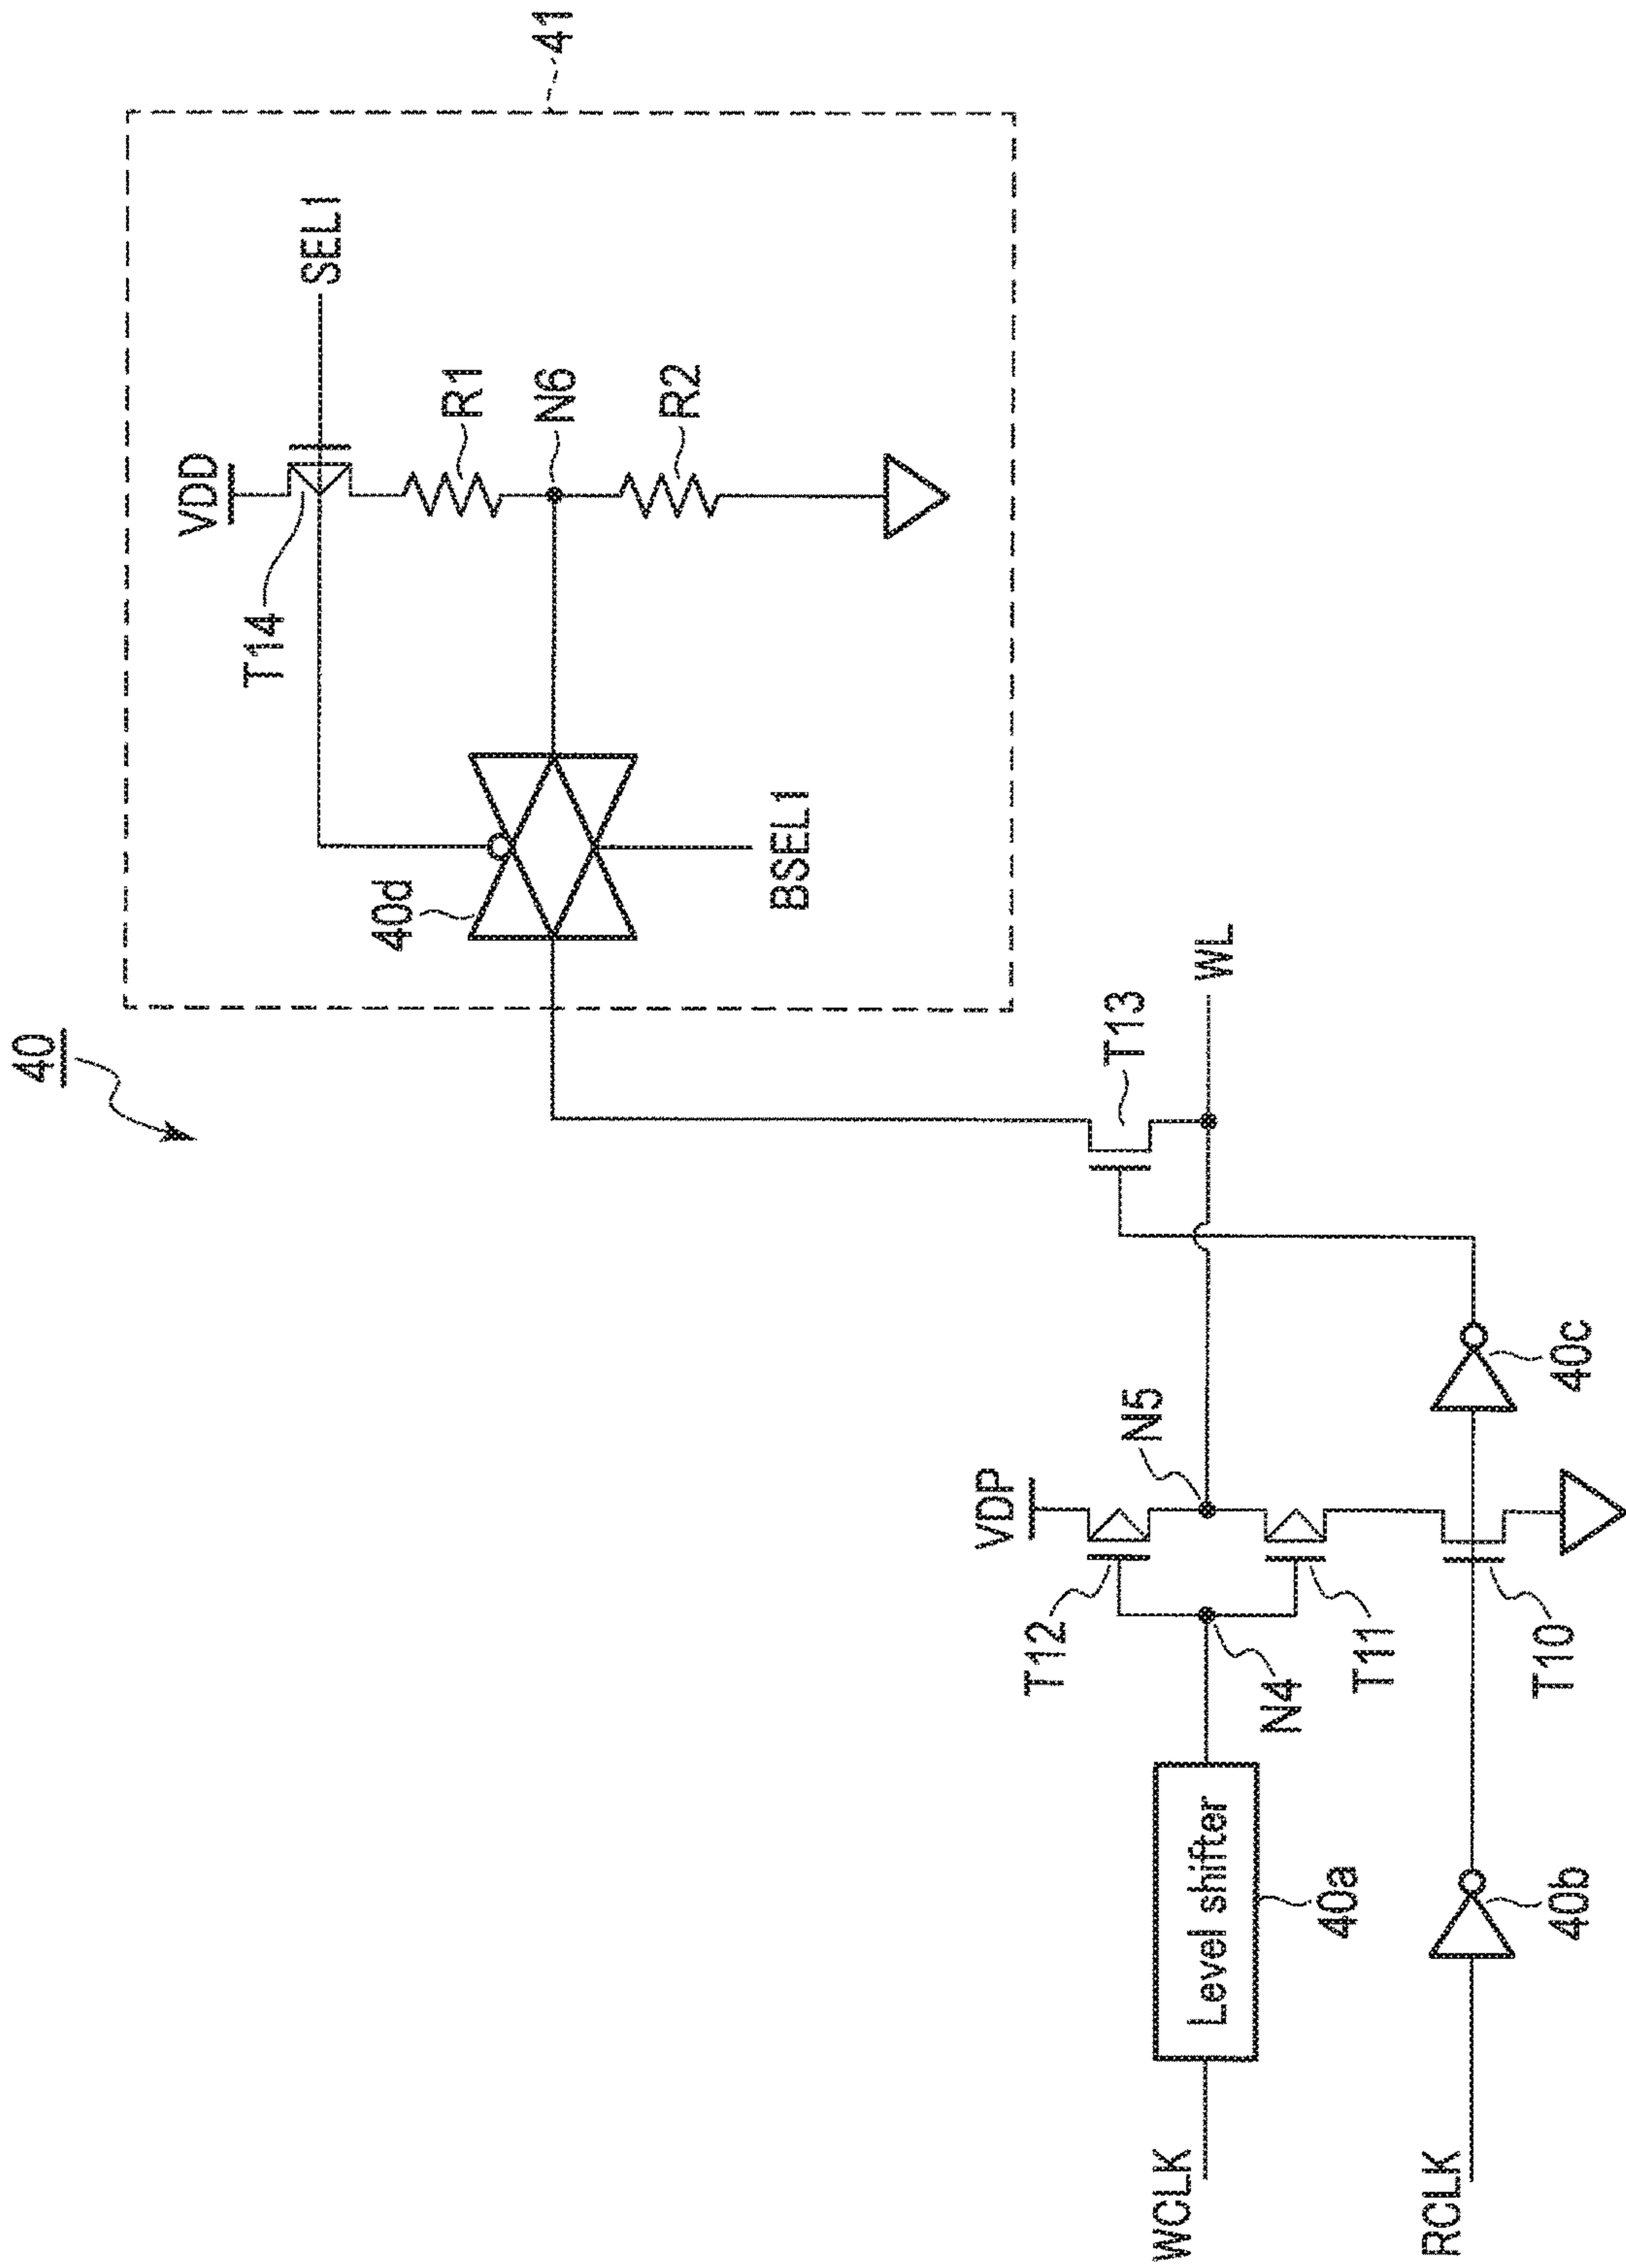 40
41
VDD
SEL1
T14
R1
N6
R2
40d
BSEL1
T13
WL
VDP
N5
T12
N4
T11
T10
WCLK
Level shifter
40a
RCLK
40b
40c